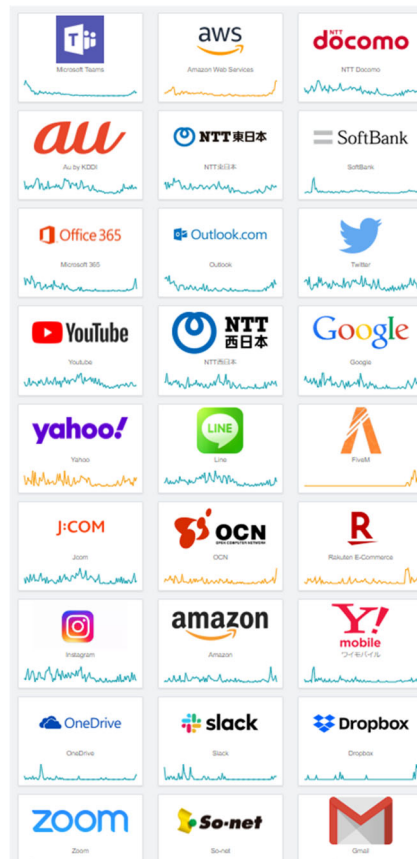 Microsoft Teams
aws
Amazon Web Services
NTT
döcomo
NTT Docomo
au
Au by KDDI
NTT東日本
NTT東日本
SoftBank
SoftBank
Office 365
Microsoft 365
Outlook.com
Outlook
Twitter
YouTube
Youtube
NTT
西日本
NTT西日本
Google
Google
yahoo!
Yahoo
LINE
Line
FiveM
J:COM
Jcom
OCN
OPEN COMPUTER NETWORK
OCN
R
Rakuten E-Commerce
Instagram
amazon
Amazon
Y!
mobile
ワイモバイル
OneDrive
OneDrive
slack
Slack
Dropbox
Dropbox
zoom
Zoom
So-net
So-net
Gmail